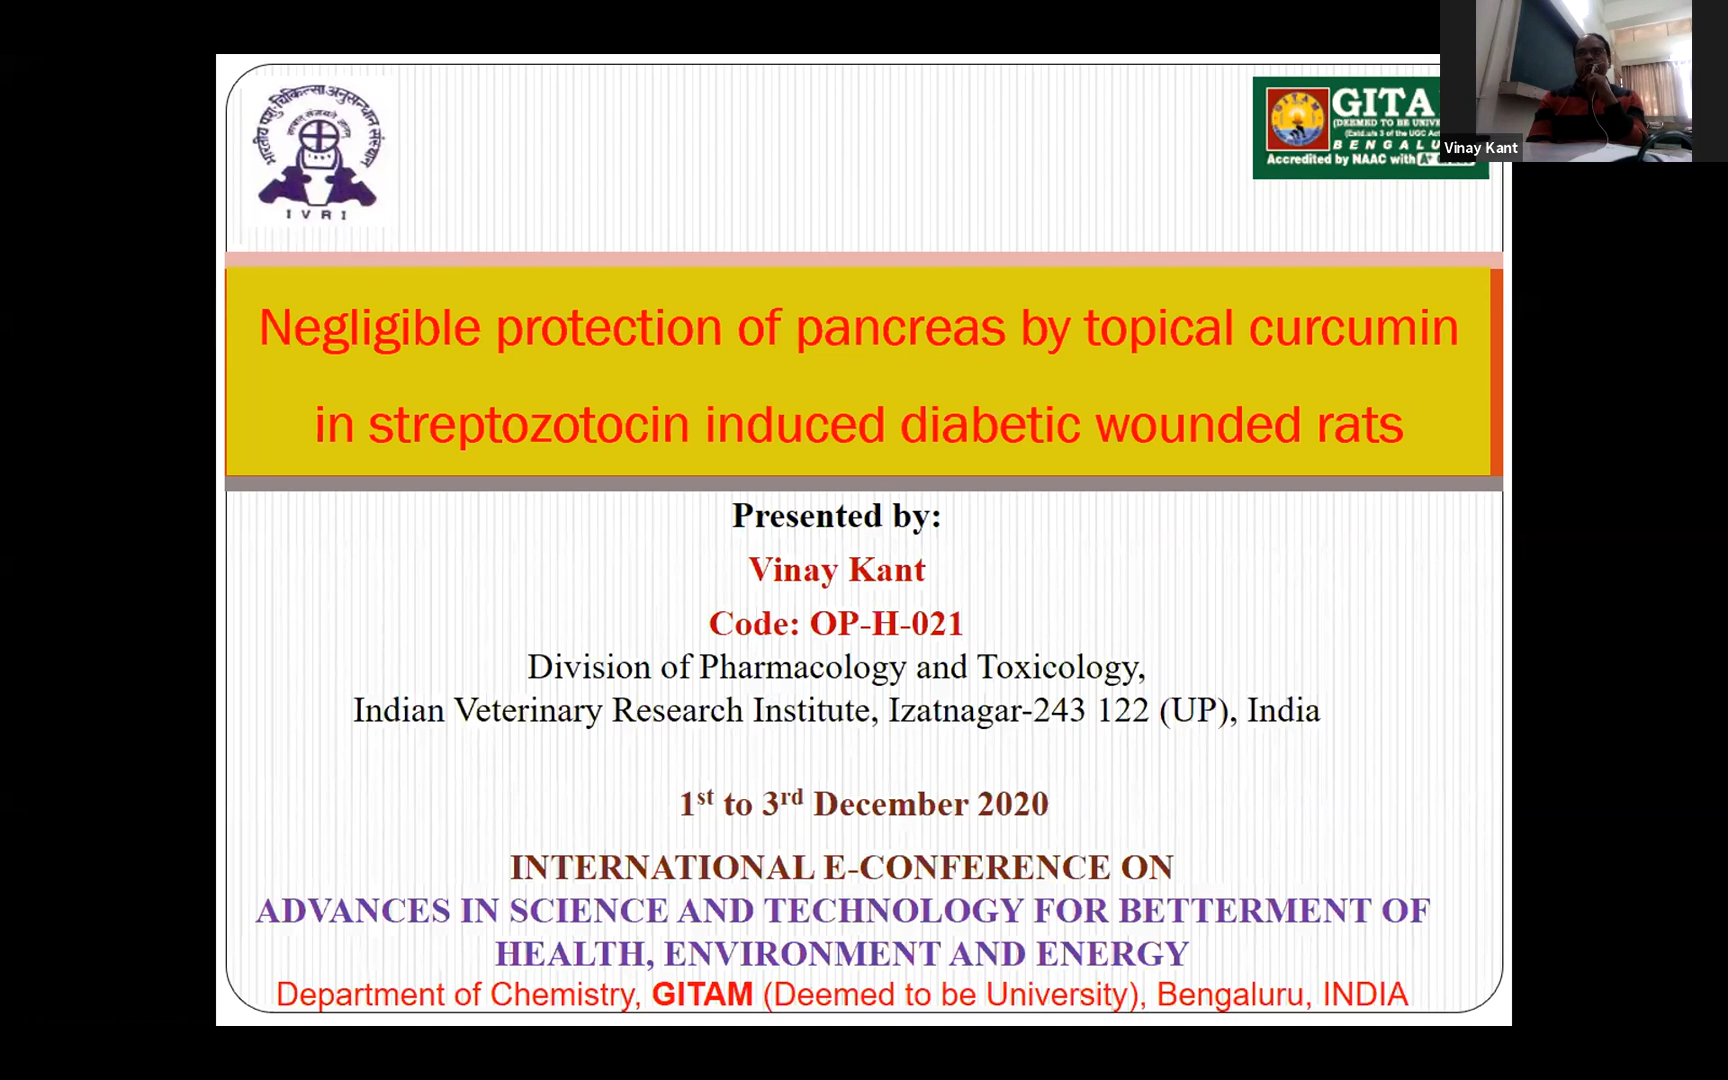 भारतीय पशु-चिकित्सा अनुसन्धान संस्थान
I V R I
GITAM
GITA
(DEEMED TO BE UNIVE
(Estd. u/s 3 of the UGC Act
B E N G A L U
Accredited by NAAC with A+
Vinay Kant
Negligible protection of pancreas by topical curcumin
in streptozotocin induced diabetic wounded rats
Presented by:
Vinay Kant
Code: OP-H-021
Division of Pharmacology and Toxicology,
Indian Veterinary Research Institute, Izatnagar-243 122 (UP), India
1st to 3rd December 2020
INTERNATIONAL E-CONFERENCE ON
ADVANCES IN SCIENCE AND TECHNOLOGY FOR BETTERMENT OF
HEALTH, ENVIRONMENT AND ENERGY
Department of Chemistry, GITAM (Deemed to be University), Bengaluru, INDIA